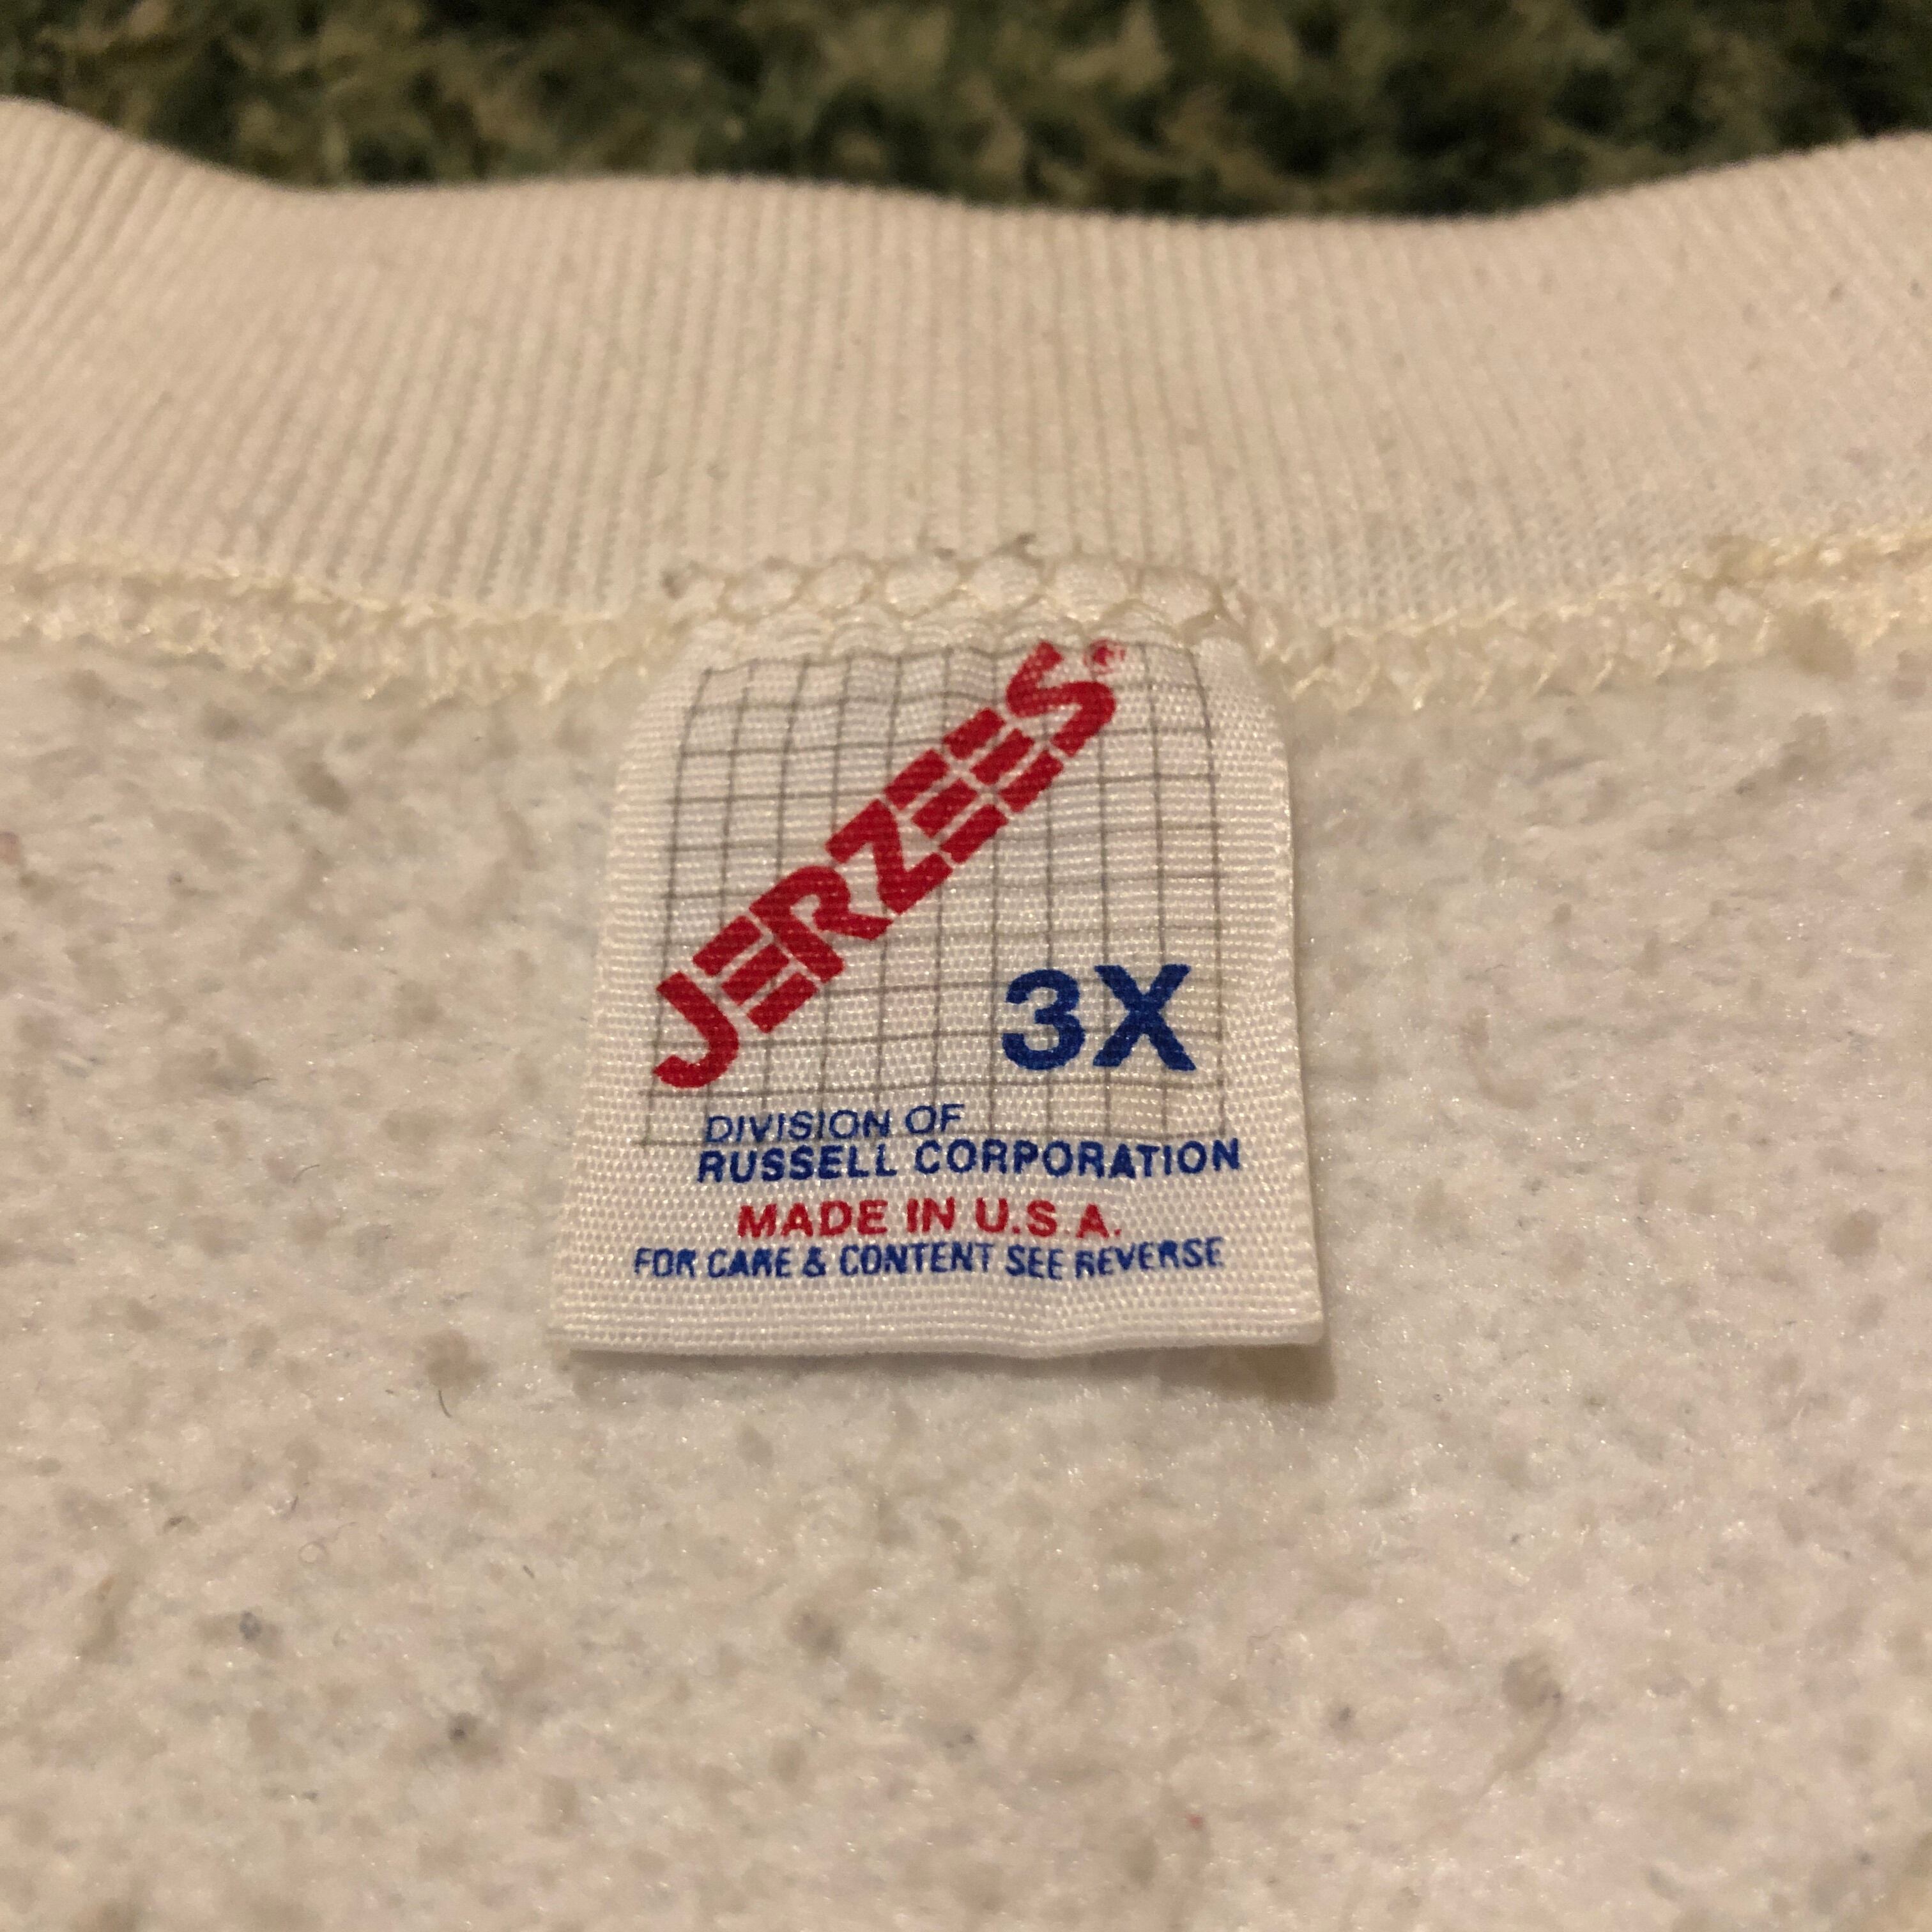 JERZEES®
3X
DIVISION OF
RUSSELL CORPORATION
MADE IN U.S A.
FOR CARE & CONTENT SEE REVERSE